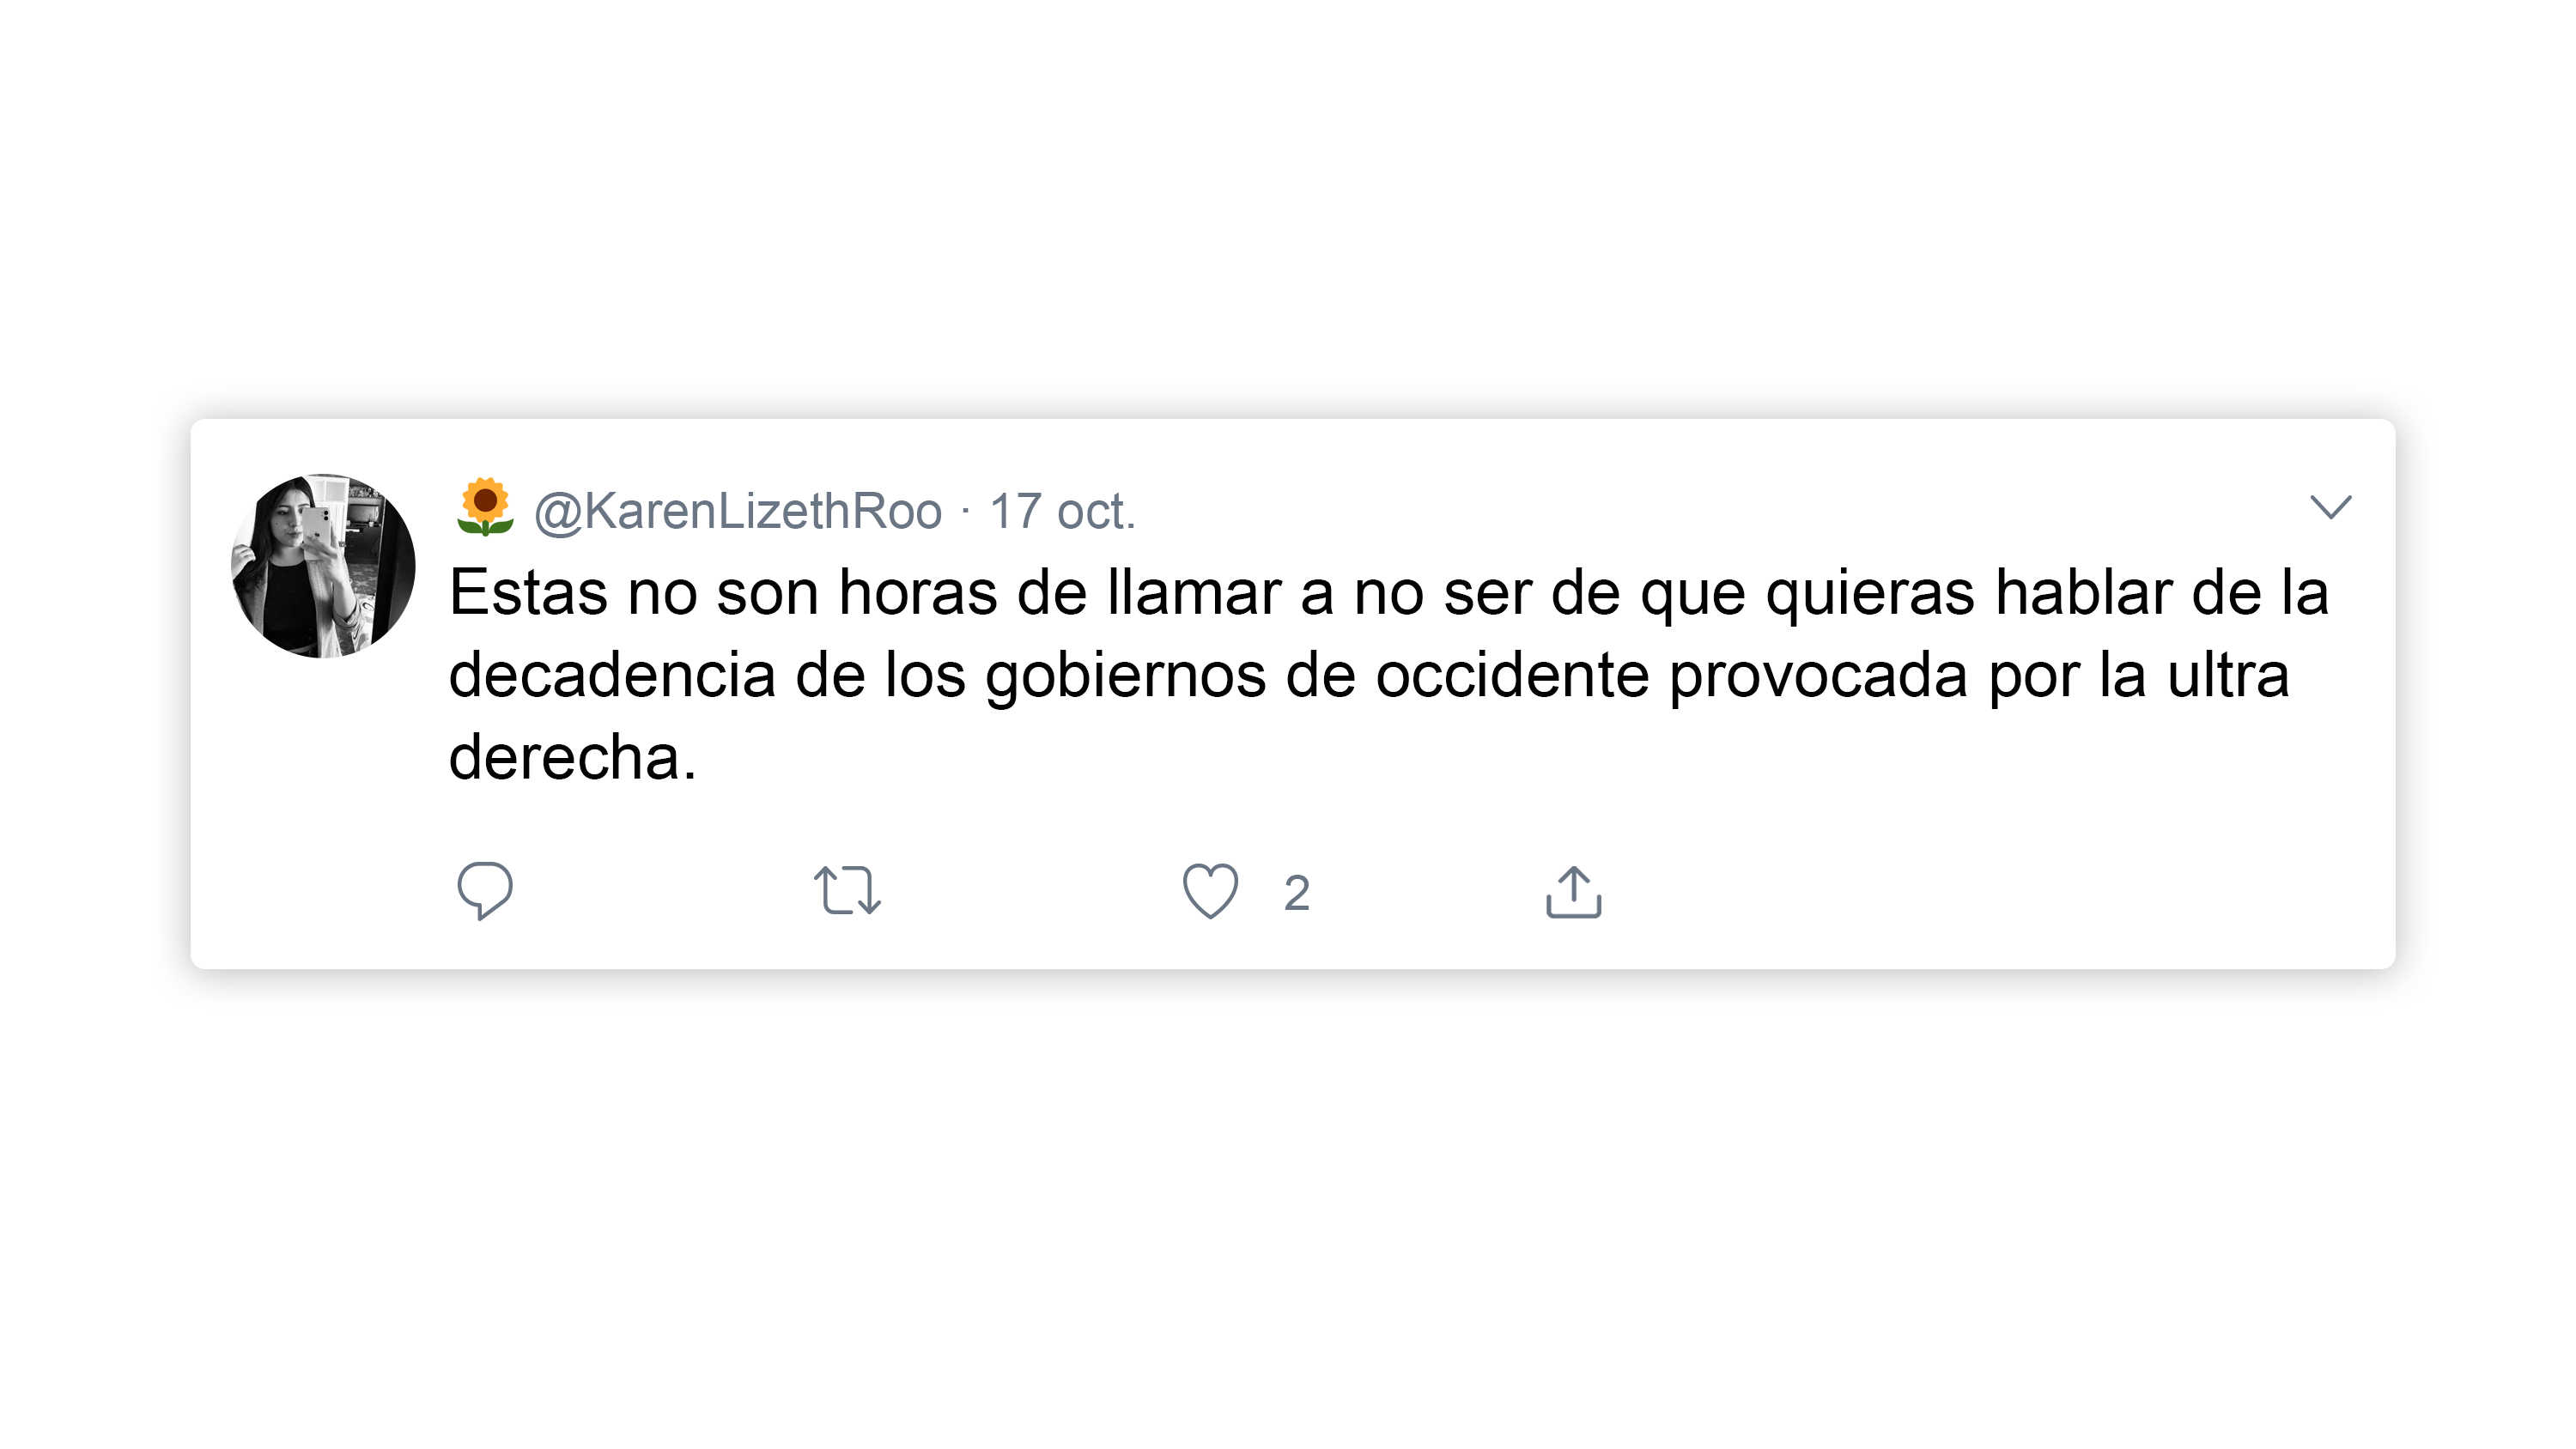 🌻 @KarenLizethRoo · 17 oct.
Estas no son horas de llamar a no ser de que quieras hablar de la
decadencia de los gobiernos de occidente provocada por la ultra
derecha.
2